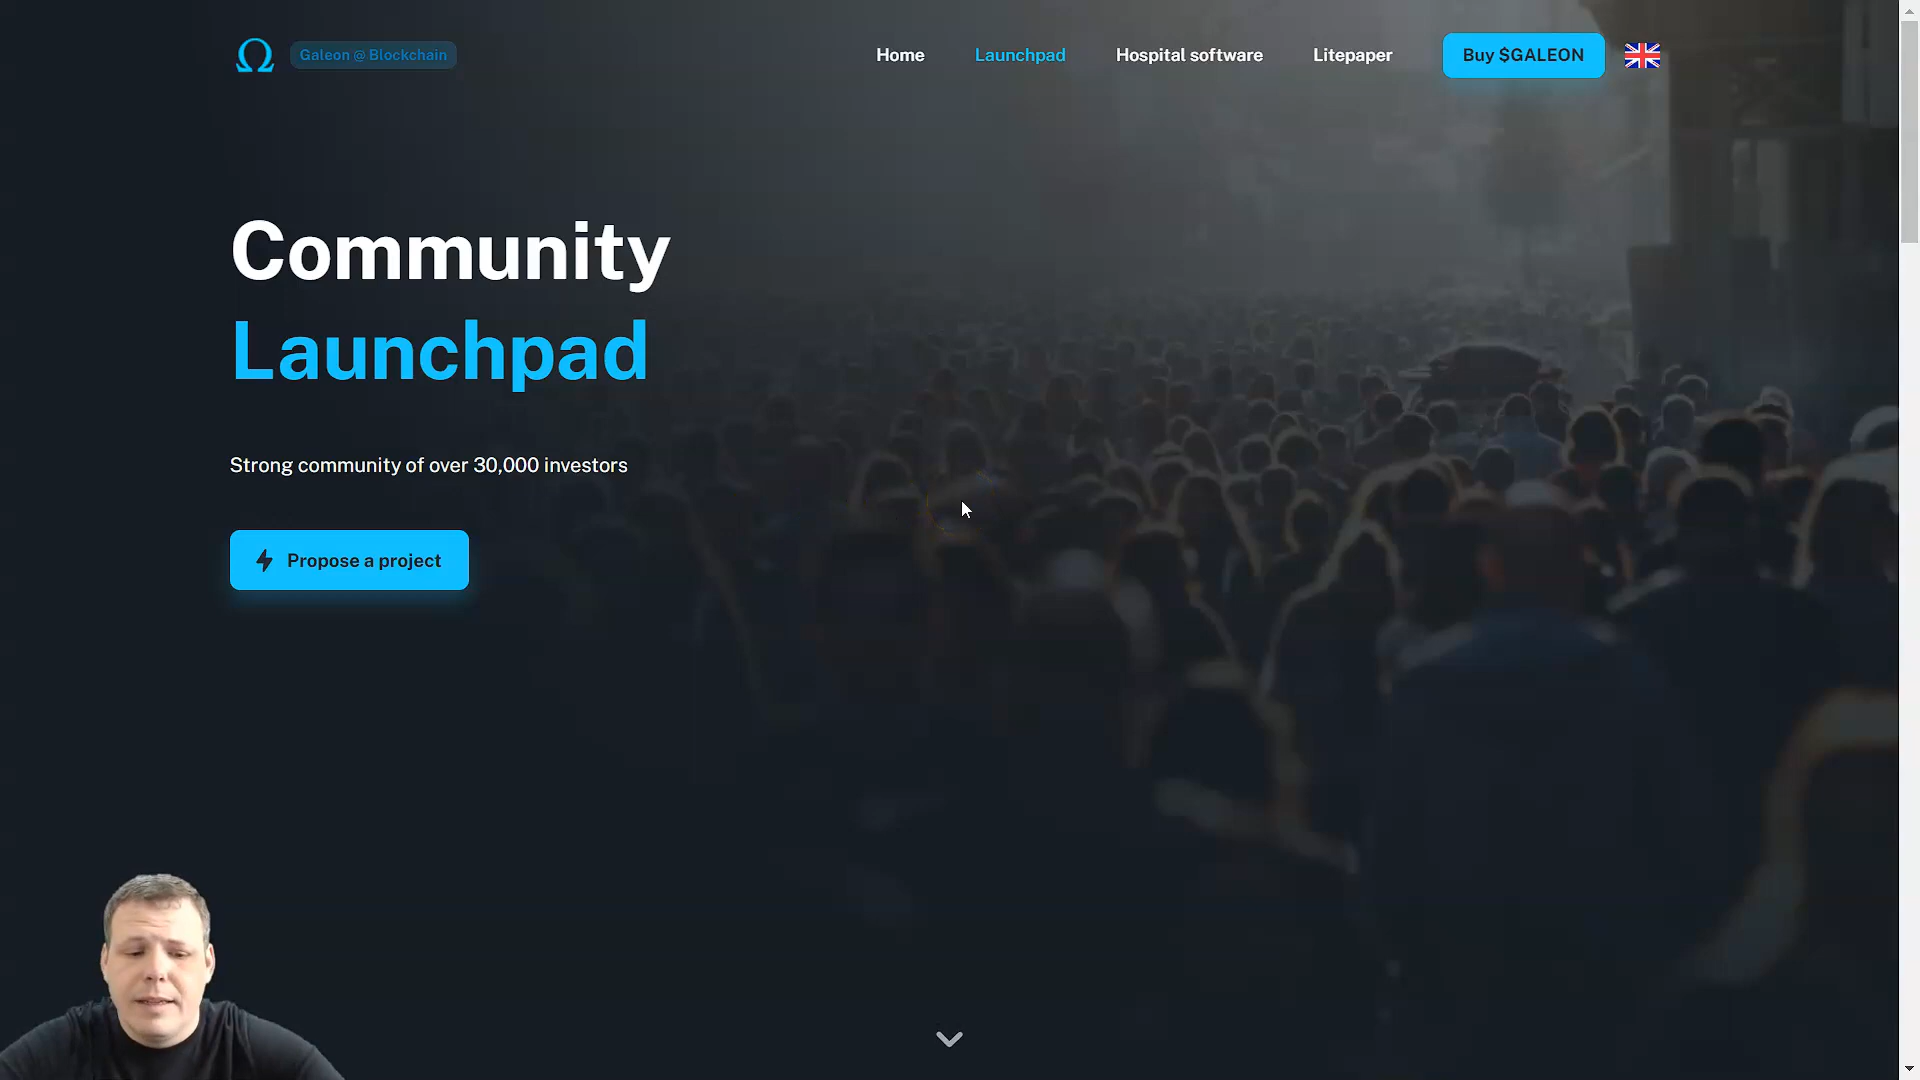 Ω Galeon @ Blockchain
Home Launchpad Hospital software Litepaper Buy $GALEON
Community
Launchpad
Strong community of over 30,000 investors
Propose a project